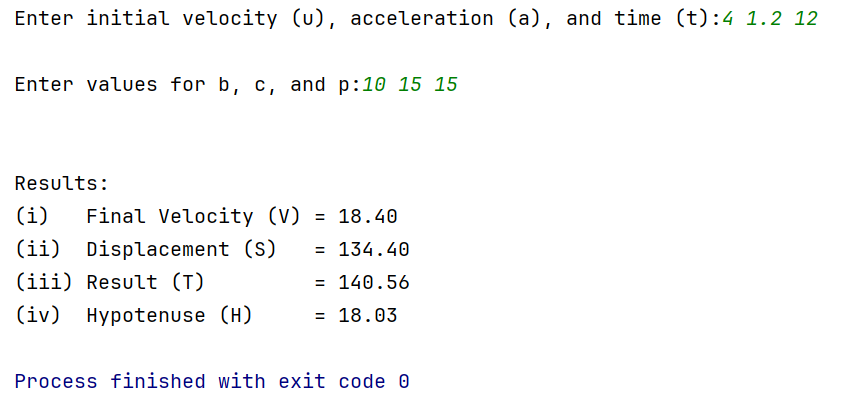 Enter initial velocity (u), acceleration (a), and time (t):4 1.2 12
Enter values for b, c, and p:10 15 15
Results:
(i)   Final Velocity (V) = 18.40
(ii)  Displacement (S)   = 134.40
(iii) Result (T)         = 140.56
(iv)  Hypotenuse (H)     = 18.03
Process finished with exit code 0